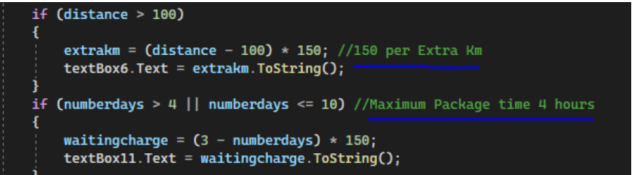 if (distance > 100)
{
extrakm = (distance - 100) * 150; //150 per Extra Km
textBox6.Text = extrakm.ToString();
}
if (numberdays > 4 || numberdays <= 10) //Maximum Package time 4 hours
{
waitingcharge = (3 - numberdays) * 150;
textBox11.Text = waitingcharge.ToString();
}